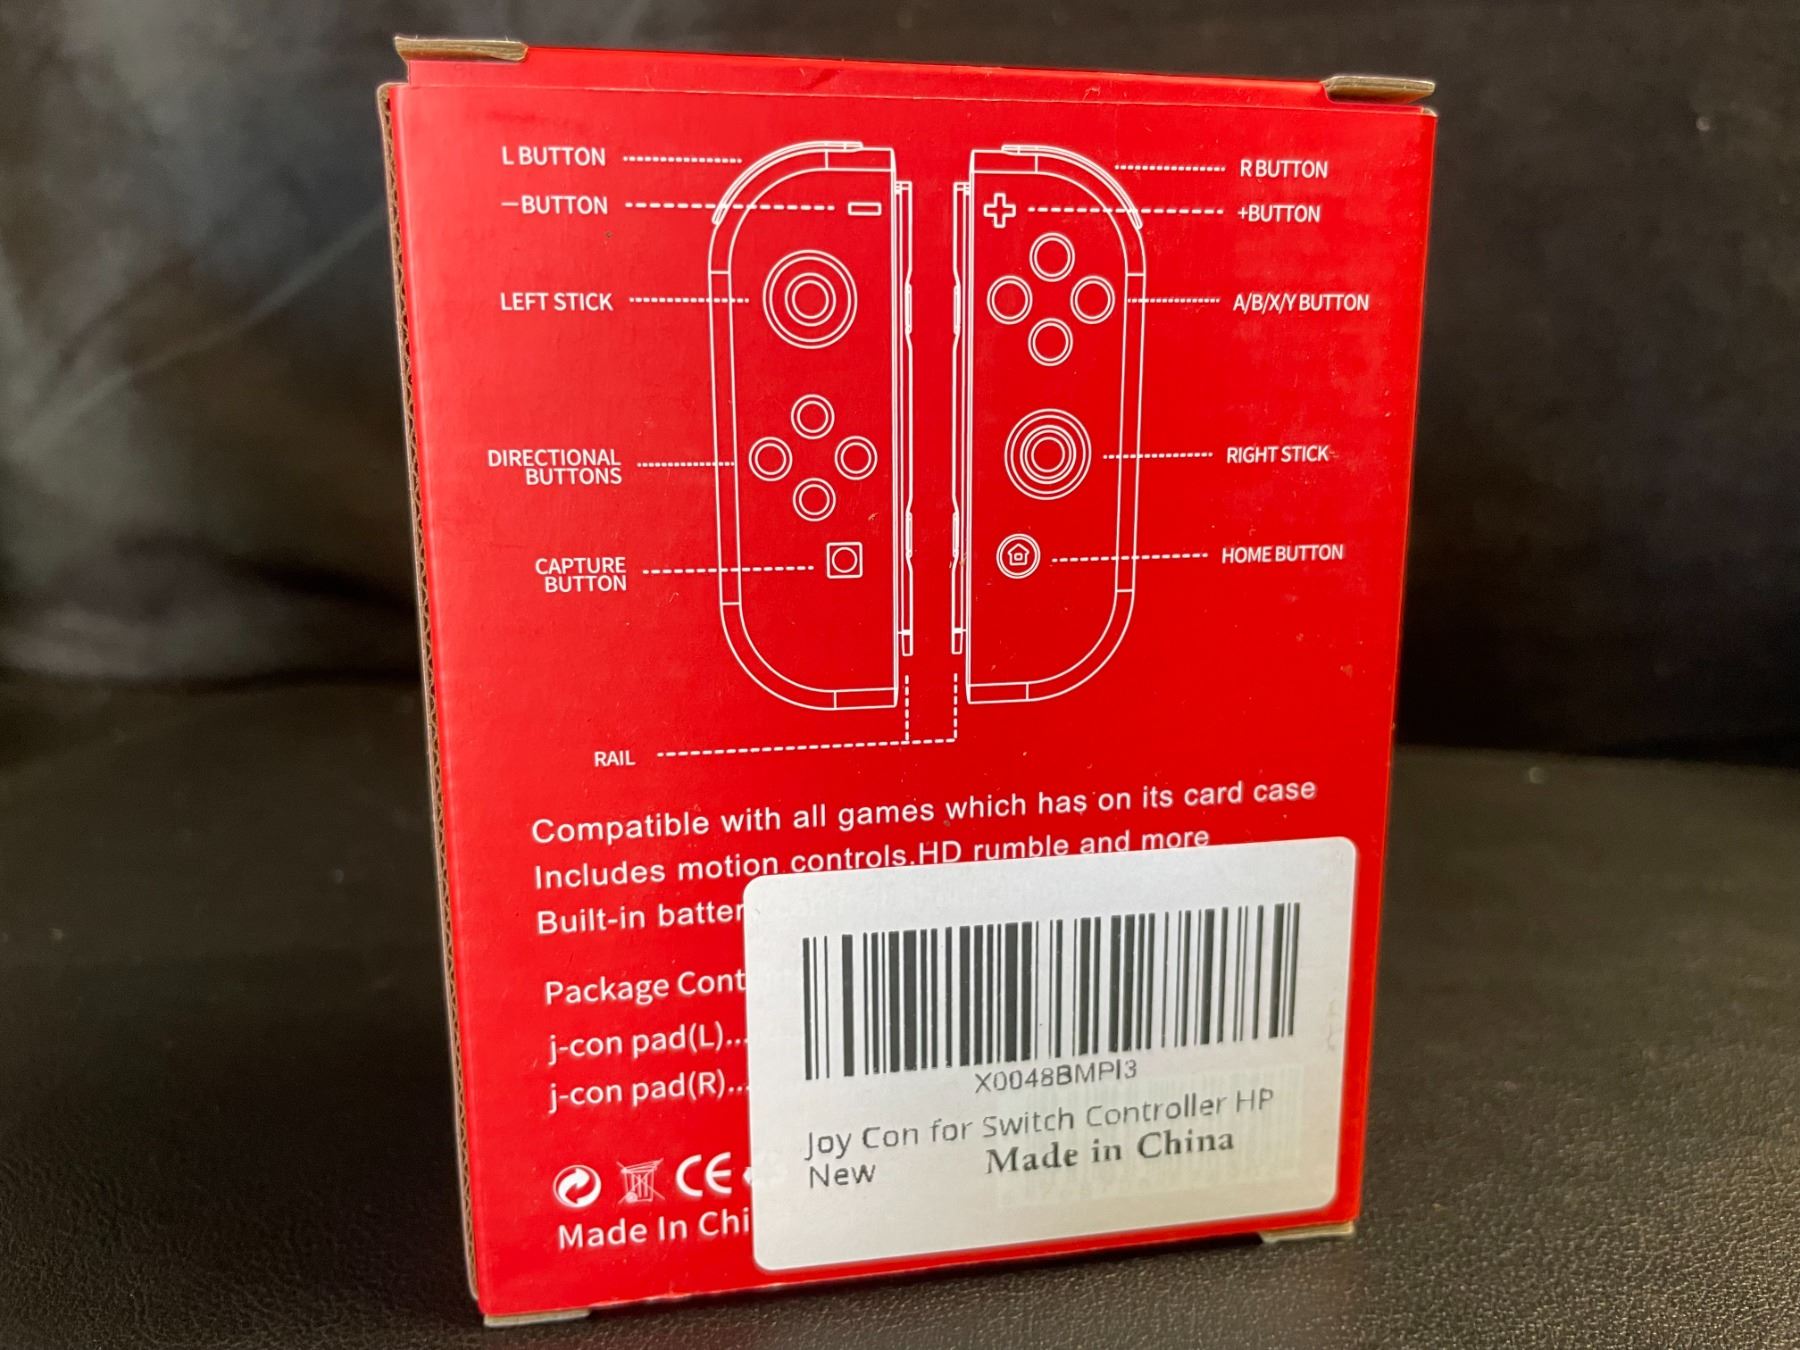 L BUTTON
R BUTTON
—BUTTON
+BUTTON
LEFT STICK
A/B/X/Y BUTTON
DIRECTIONAL
BUTTONS
RIGHT STICK
CAPTURE
BUTTON
HOME BUTTON
RAIL
Compatible with all games which has on its card case
Includes motion controls.HD rumble and more
Built-in batter
Package Cont
j-con pad(L)...
j-con pad(R)...
CE
Made In Chi
X0048BMPI3
Joy Con for Switch Controller HP
New
Made in China